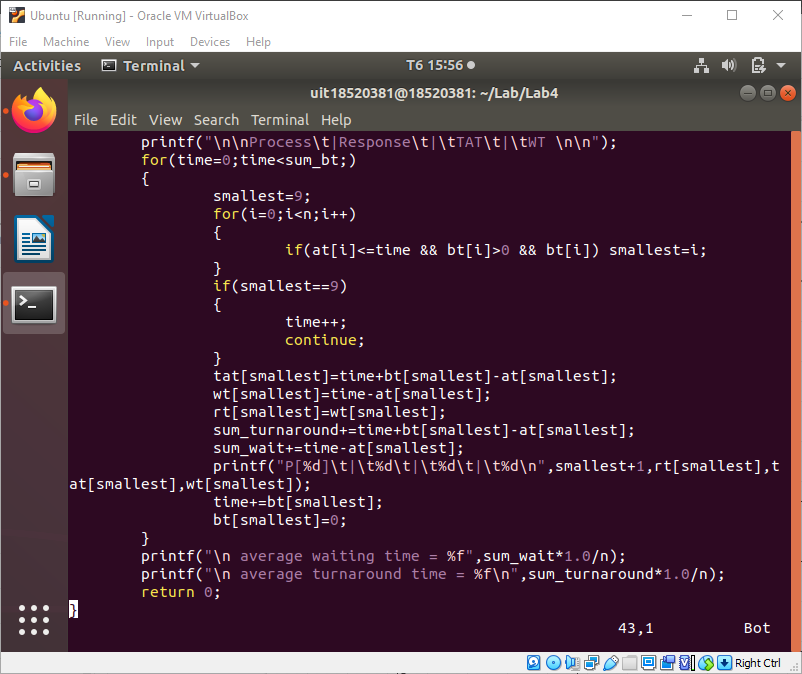 Ubuntu [Running] - Oracle VM VirtualBox
File Machine View Input Devices Help
Activities Terminal T6 15:56
uit18520381@18520381: ~/Lab/Lab4
File Edit View Search Terminal Help
printf("\n\nProcess\t|Response\t|\tTAT\t|\tWT \n\n");
for(time=0;time<sum_bt;)
{
smallest=9;
for(i=0;i<n;i++)
{
if(at[i]<=time && bt[i]>0 && bt[i]) smallest=i;
}
if(smallest==9)
{
time++;
continue;
}
tat[smallest]=time+bt[smallest]-at[smallest];
wt[smallest]=time-at[smallest];
rt[smallest]=wt[smallest];
sum_turnaround+=time+bt[smallest]-at[smallest];
sum_wait+=time-at[smallest];
printf("P[%d]\t|\t%d\t|\t%d\t|\t%d\n",smallest+1,rt[smallest],t
at[smallest],wt[smallest]);
time+=bt[smallest];
bt[smallest]=0;
}
printf("\n average waiting time = %f",sum_wait*1.0/n);
printf("\n average turnaround time = %f\n",sum_turnaround*1.0/n);
return 0;
}
43,1 Bot
Right Ctrl